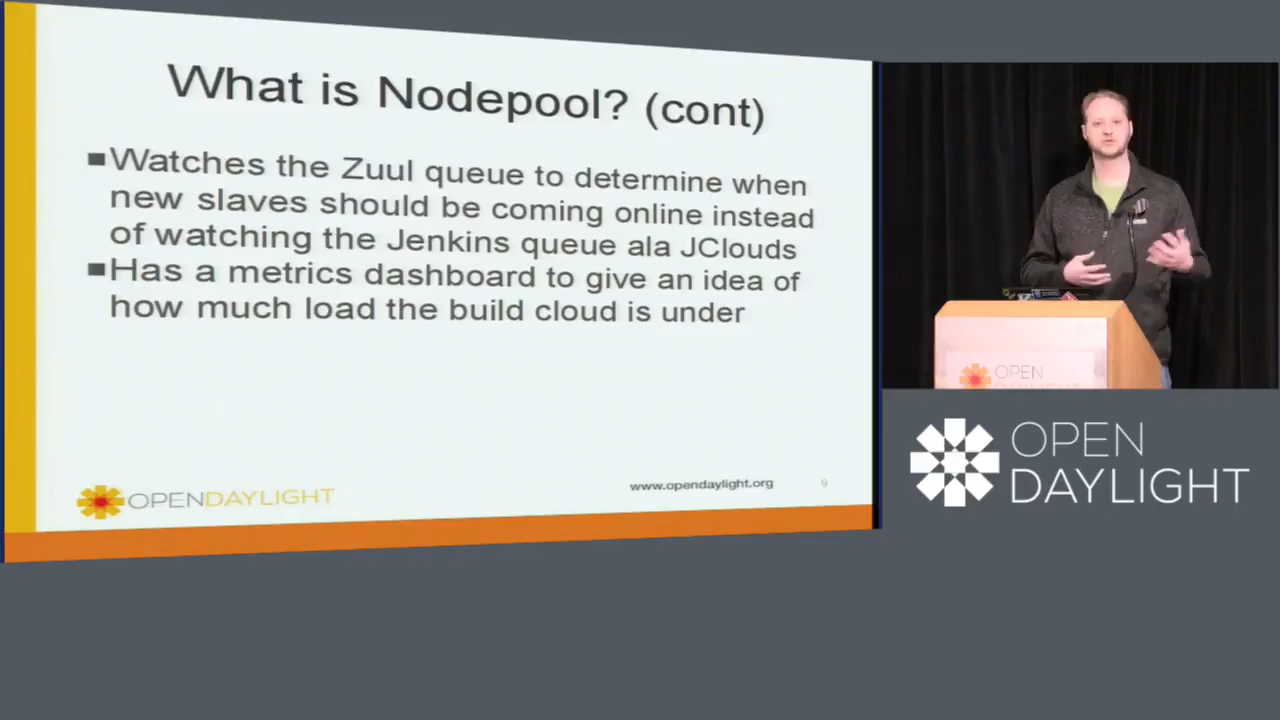 What is Nodepool? (cont)
■Watches the Zuul queue to determine when
new slaves should be coming online instead
of watching the Jenkins queue ala JClouds
■Has a metrics dashboard to give an idea of
how much load the build cloud is under
OPENDAYLIGHT
www.opendaylight.org
9
OPEN
OPEN
DAYLIGHT